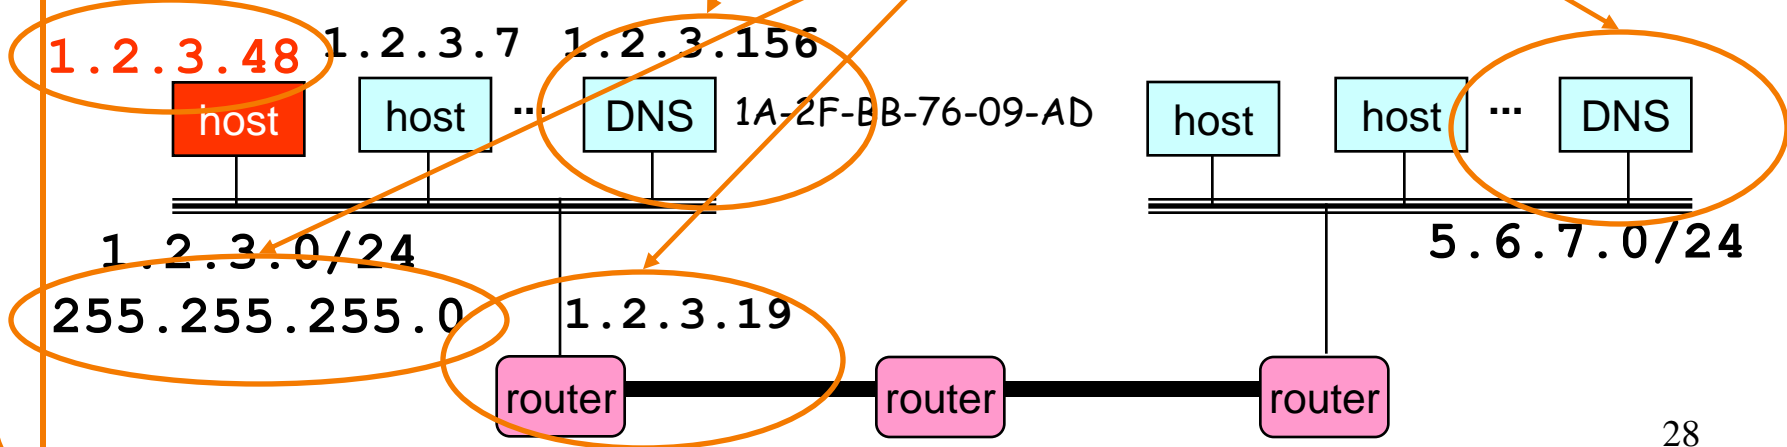 1.2.3.48 1.2.3.7 1.2.3.156
host host ... DNS 1A-2F-BB-76-09-AD host host ... DNS
1.2.3.0/24 5.6.7.0/24
255.255.255.0 1.2.3.19
router router router
28